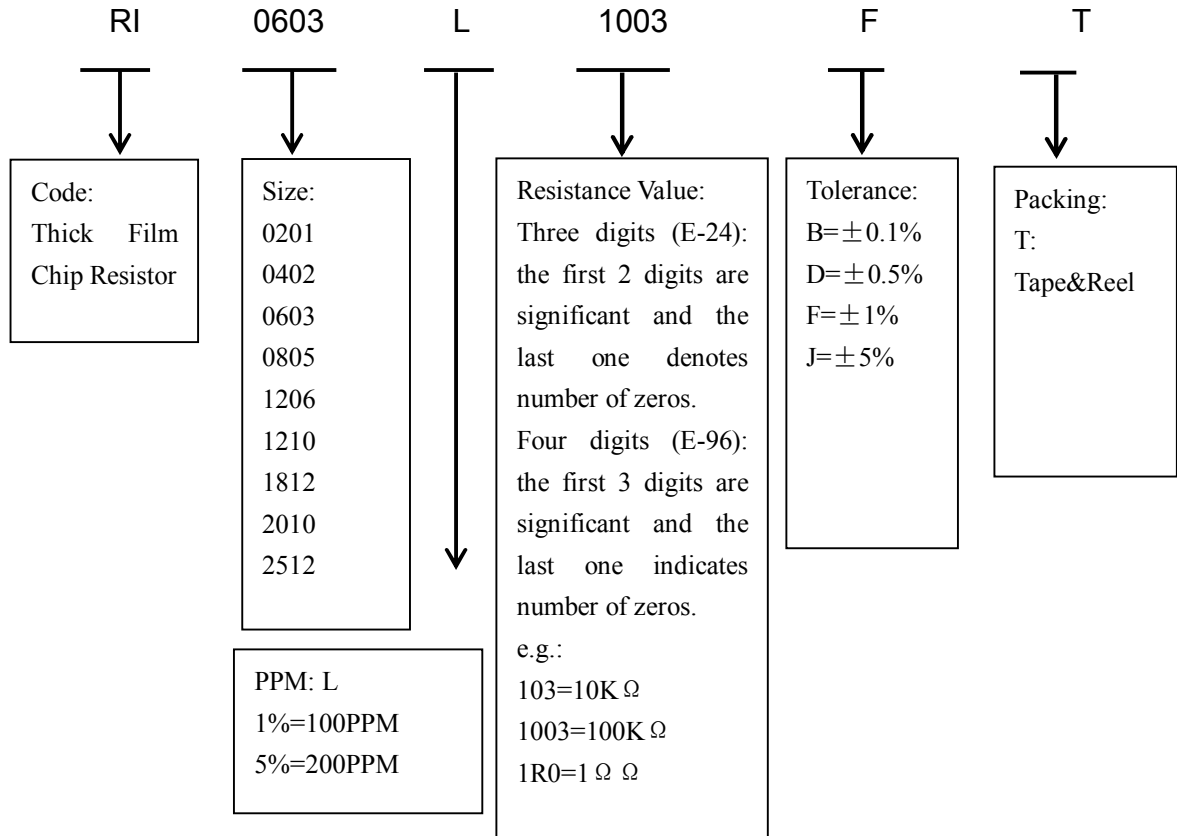 RI 0603 L 1003 F T
Code:
Thick Film
Chip Resistor
Size:
0201
0402
0603
0805
1206
1210
1812
2010
2512
PPM: L
1%=100PPM
5%=200PPM
Resistance Value:
Three digits (E-24):
the first 2 digits are
significant and the
last one denotes
number of zeros.
Four digits (E-96):
the first 3 digits are
significant and the
last one indicates
number of zeros.
e.g.:
103=10K Ω
1003=100K Ω
1R0=1 Ω Ω
Tolerance:
B=±0.1%
D=±0.5%
F=±1%
J=±5%
Packing:
T:
Tape&Reel